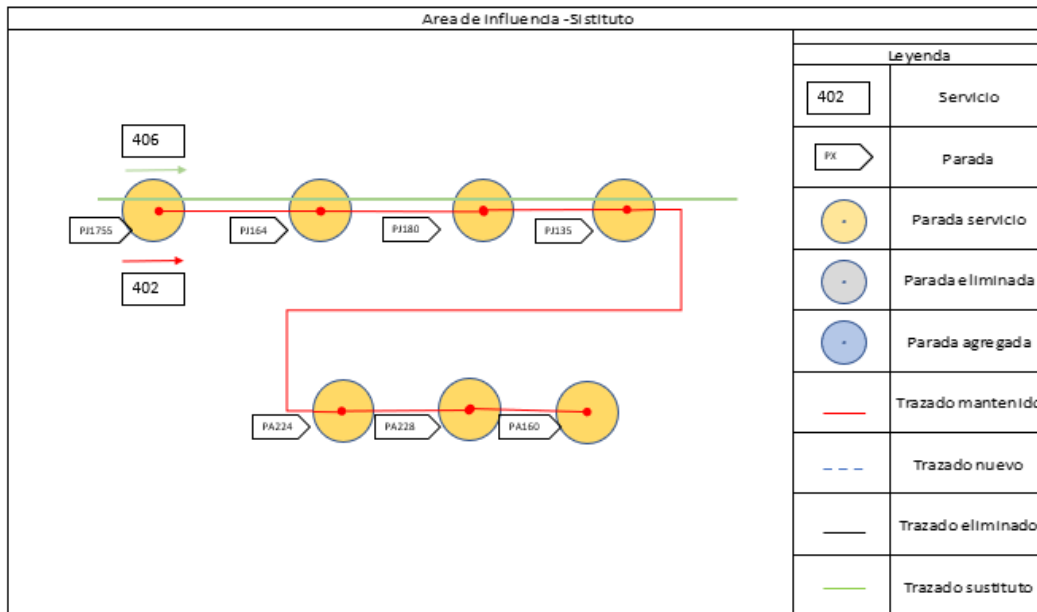 Area de Influencia -Sistituto
Leyenda
402
Servicio
PX
Parada
Parada servicio
Parada eliminada
Parada agregada
Trazado mantenido
Trazado nuevo
Trazado eliminado
Trazado sustituto
406
PJ1755
PJ164
PJ180
PJ135
402
PA224
PA228
PA160